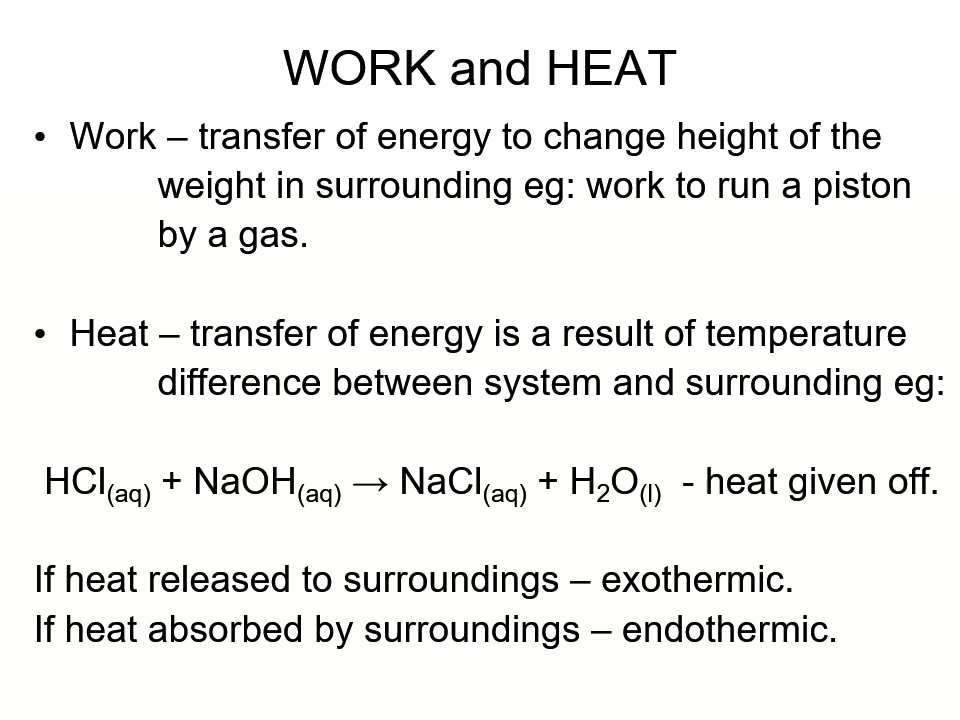 WORK and HEAT
• Work – transfer of energy to change height of the
weight in surrounding eg: work to run a piston
by a gas.
• Heat – transfer of energy is a result of temperature
difference between system and surrounding eg:
HCl(aq) + NaOH(aq) → NaCl(aq) + H2O(l) - heat given off.
If heat released to surroundings – exothermic.
If heat absorbed by surroundings – endothermic.